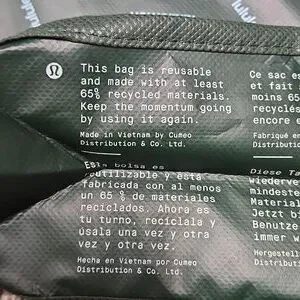 lululemon
This bag is reusable
and made with at least
65% recycled materials.
Keep the momentum going
by using it again.
Made in Vietnam by Cumeo
Distribution & Co. Ltd.
Ce sac es
et fait
moins 65
recyclés
encore e
Fabriqué en
Distribution
Esta bolsa es
reutilizable y está
fabricada con al menos
un 65 % de materiales
reciclados. Ahora es
tu turno, recíclala y
úsala una vez y otra
vez y otra vez.
Hecha en Vietnam por Cumeo
Distribution & Co. Ltd.
Diese Ta
Wiederve
mindeste
Material
Jetzt bi
Benutze
immer w
Hergestell
Distributi